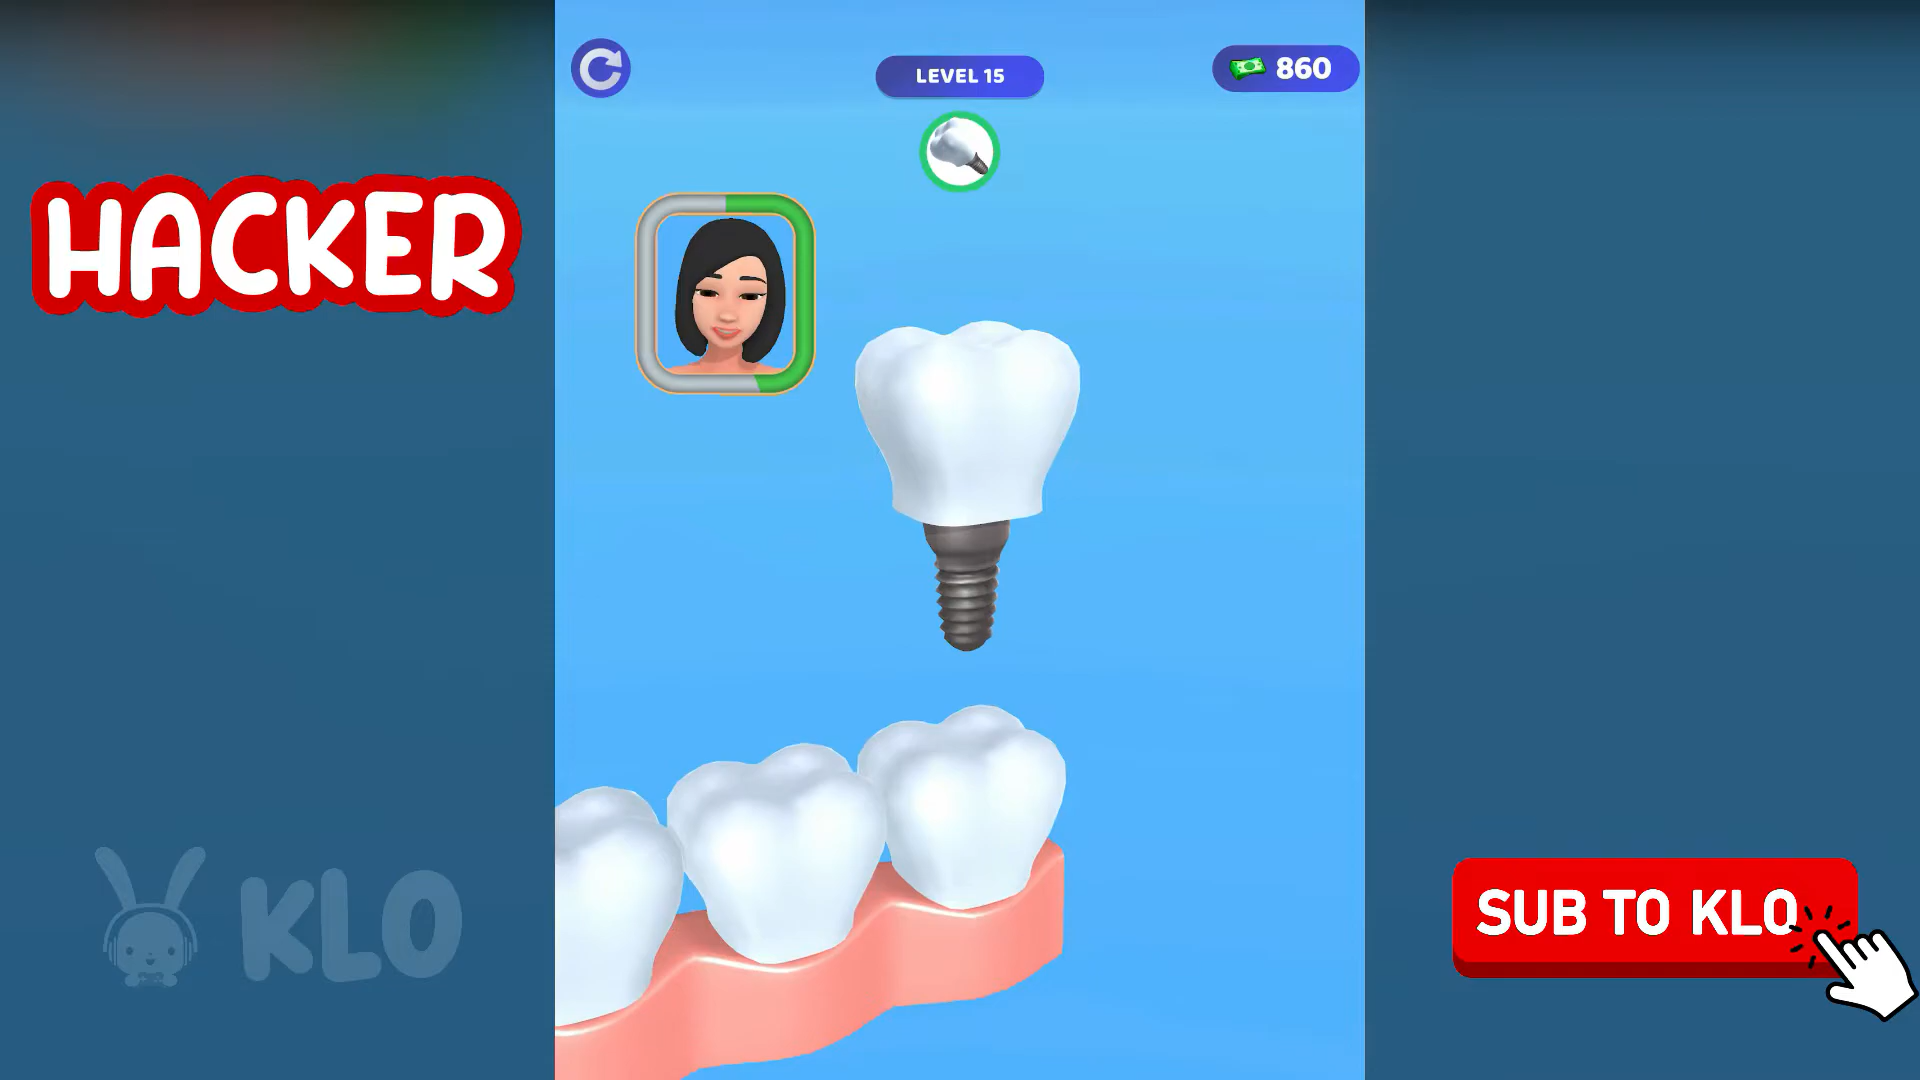 LEVEL 15
860
HACKER
KLO
SUB TO KLO